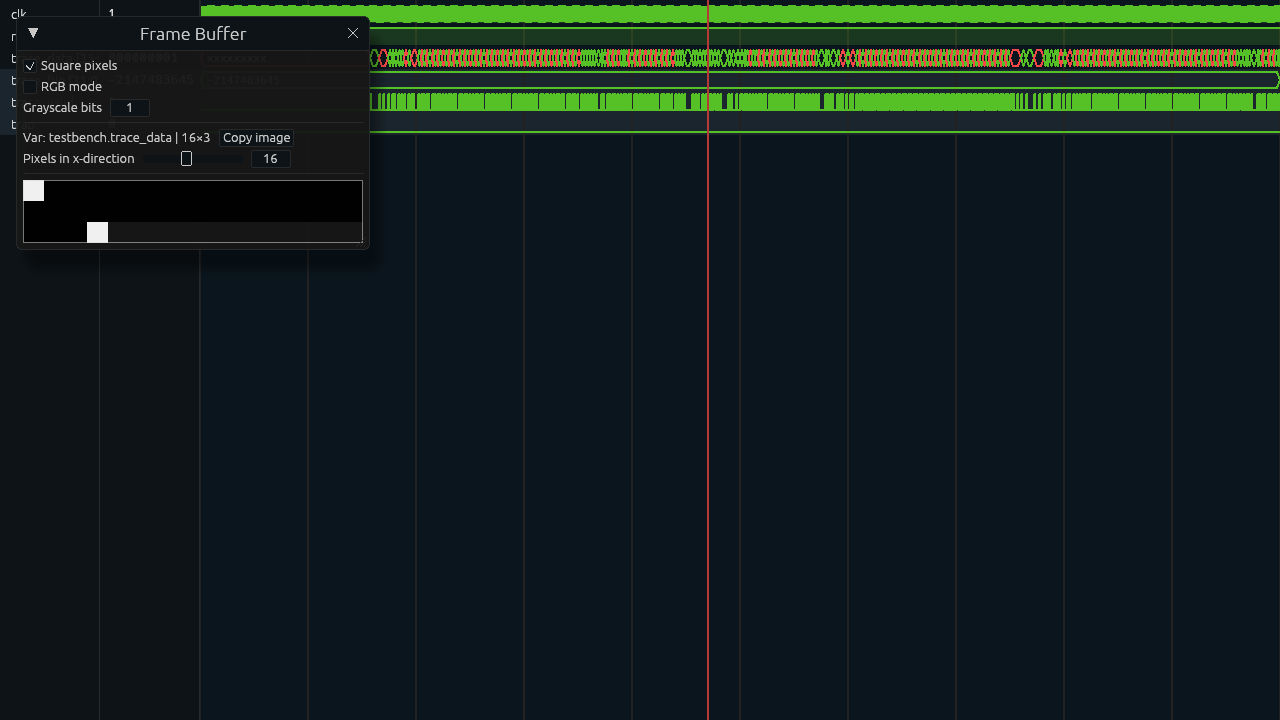 clk 1
Frame Buffer
Square pixels
RGB mode
Grayscale bits 1
Var: testbench.trace_data | 16×3 Copy image
Pixels in x-direction 16